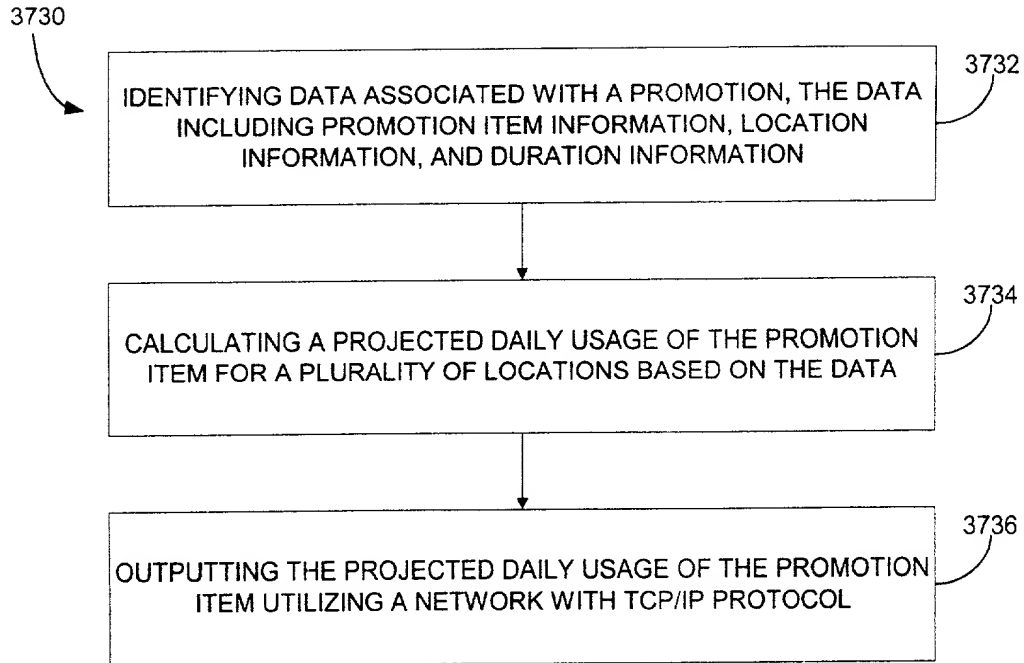 3730
3732
IDENTIFYING DATA ASSOCIATED WITH A PROMOTION, THE DATA
INCLUDING PROMOTION ITEM INFORMATION, LOCATION
INFORMATION, AND DURATION INFORMATION
3734
CALCULATING A PROJECTED DAILY USAGE OF THE PROMOTION
ITEM FOR A PLURALITY OF LOCATIONS BASED ON THE DATA
3736
OUTPUTTING THE PROJECTED DAILY USAGE OF THE PROMOTION
ITEM UTILIZING A NETWORK WITH TCP/IP PROTOCOL